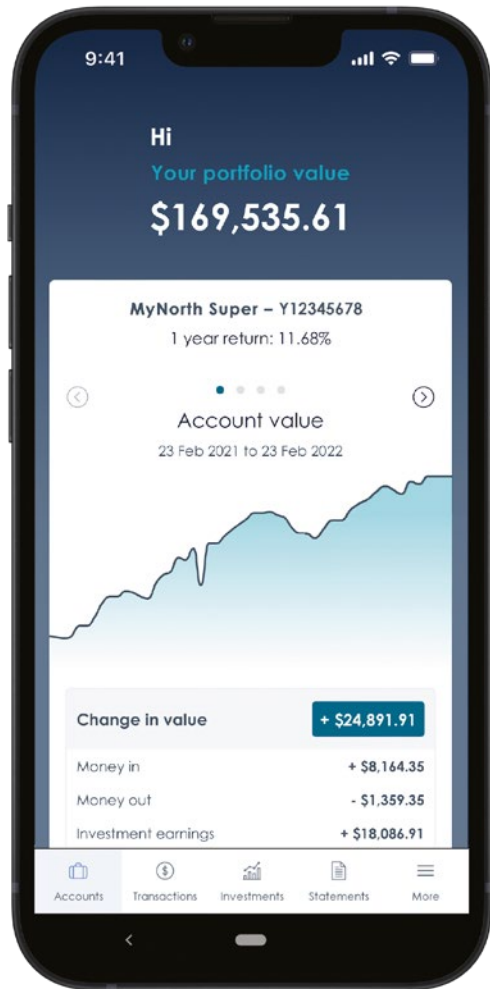 9:41
Hi
Your portfolio value
$169,535.61
MyNorth Super – Y12345678
1 year return: 11.68%
Account value
23 Feb 2021 to 23 Feb 2022
Change in value + $24,891.91
Money in + $8,164.35
Money out - $1,359.35
Investment earnings + $18,086.91
Accounts Transactions Investments Statements More